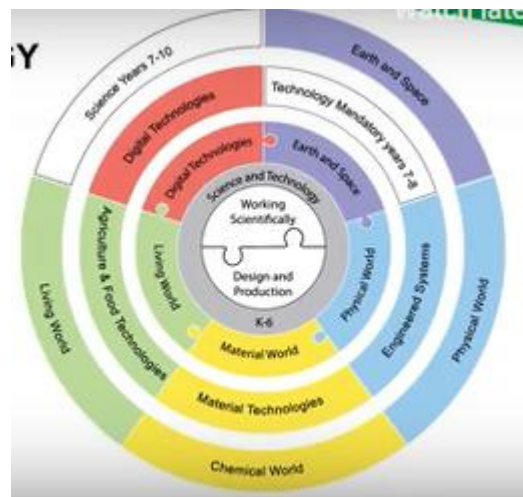 watch late
GY
Science Years 7-10
Earth and Space
Digital Technologies
Technology Mandatory years 7-8
Digital Technologies
Earth and Space
Science and Technology
Working
Scientifically
Design and
Production
K-6
Living World
Physical World
Material World
Agriculture & Food Technologies
Engineered Systems
Material Technologies
Living World
Physical World
Chemical World